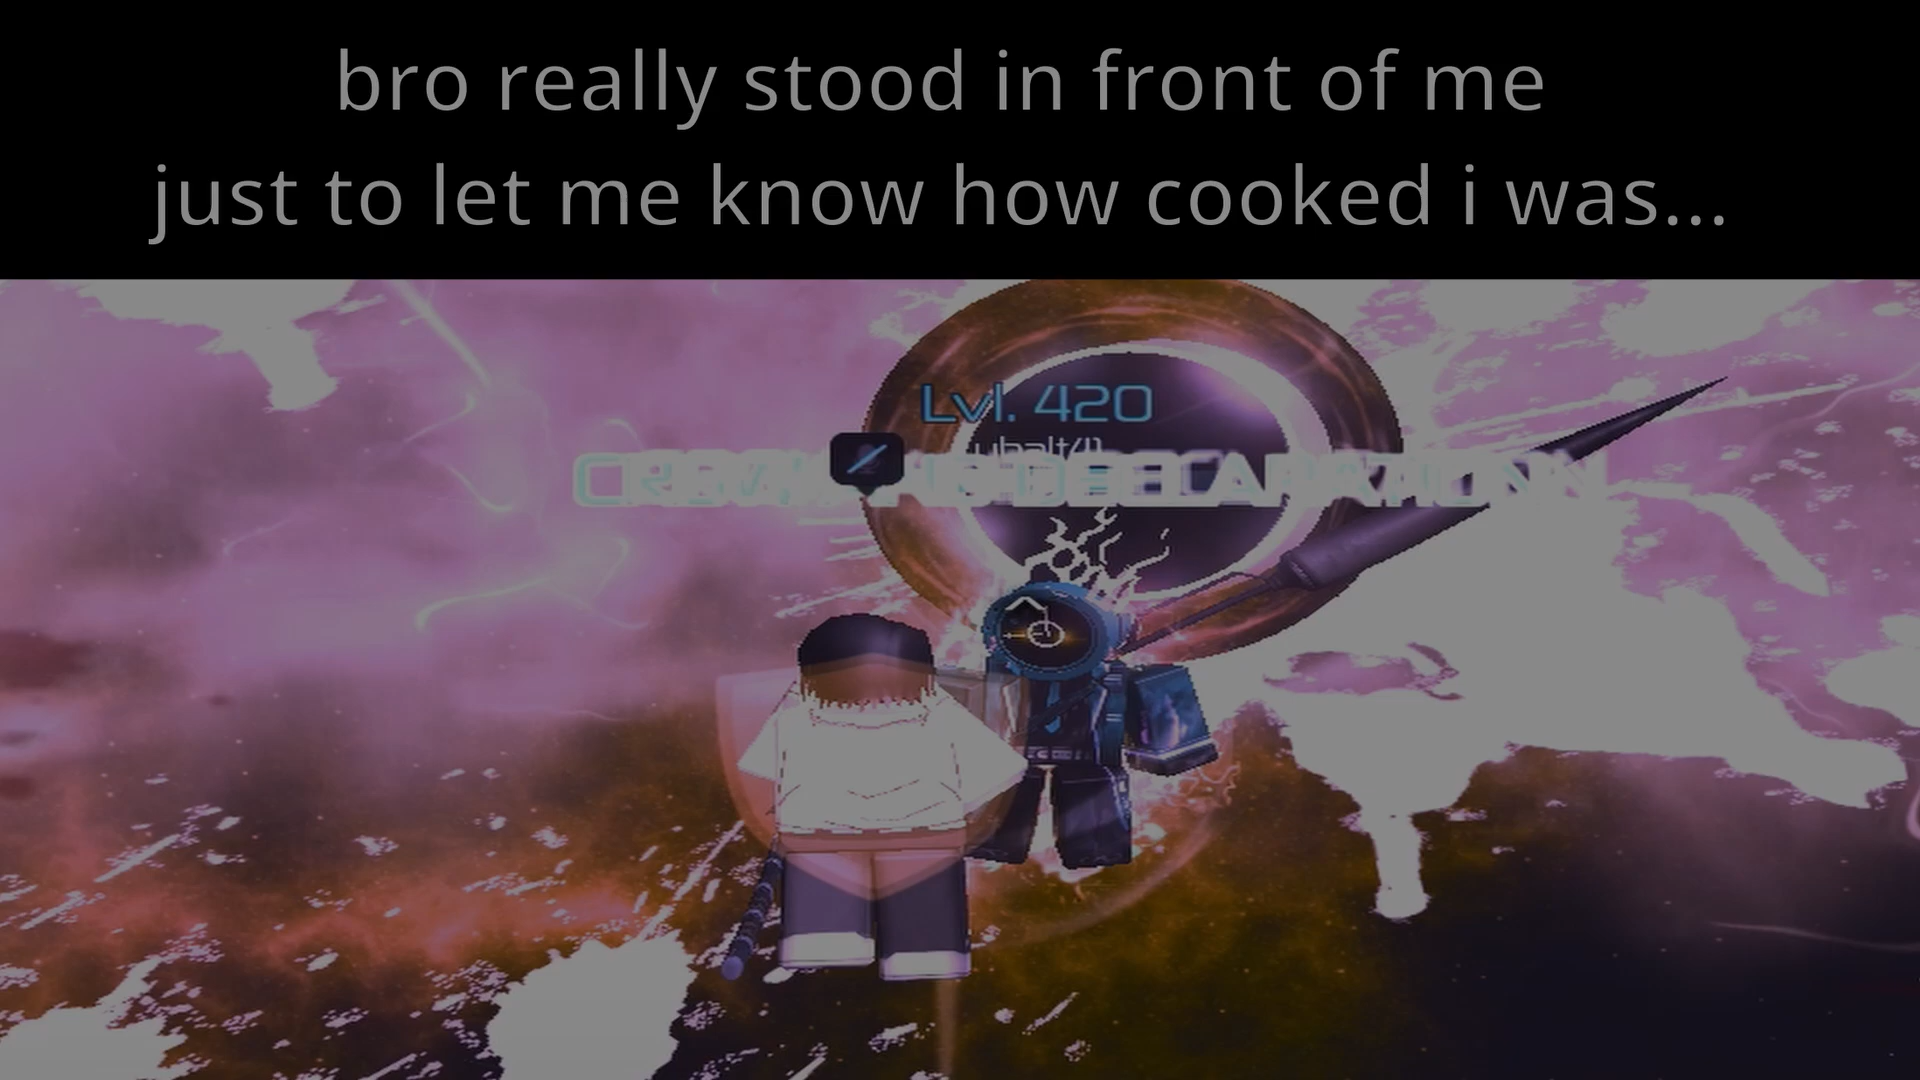 bro really stood in front of me
just to let me know how cooked i was...
Lvl. 420